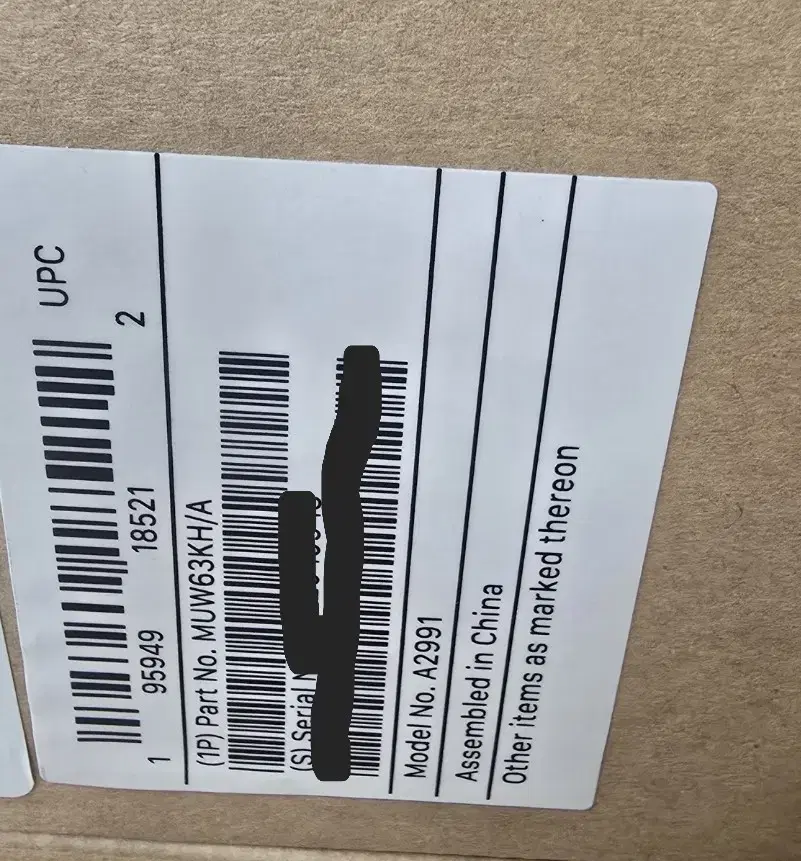 UPC
1 95949 18521 2
(1P) Part No. MUW63KH/A
(S) Serial
Model No. A2991
Assembled in China
Other items as marked thereon